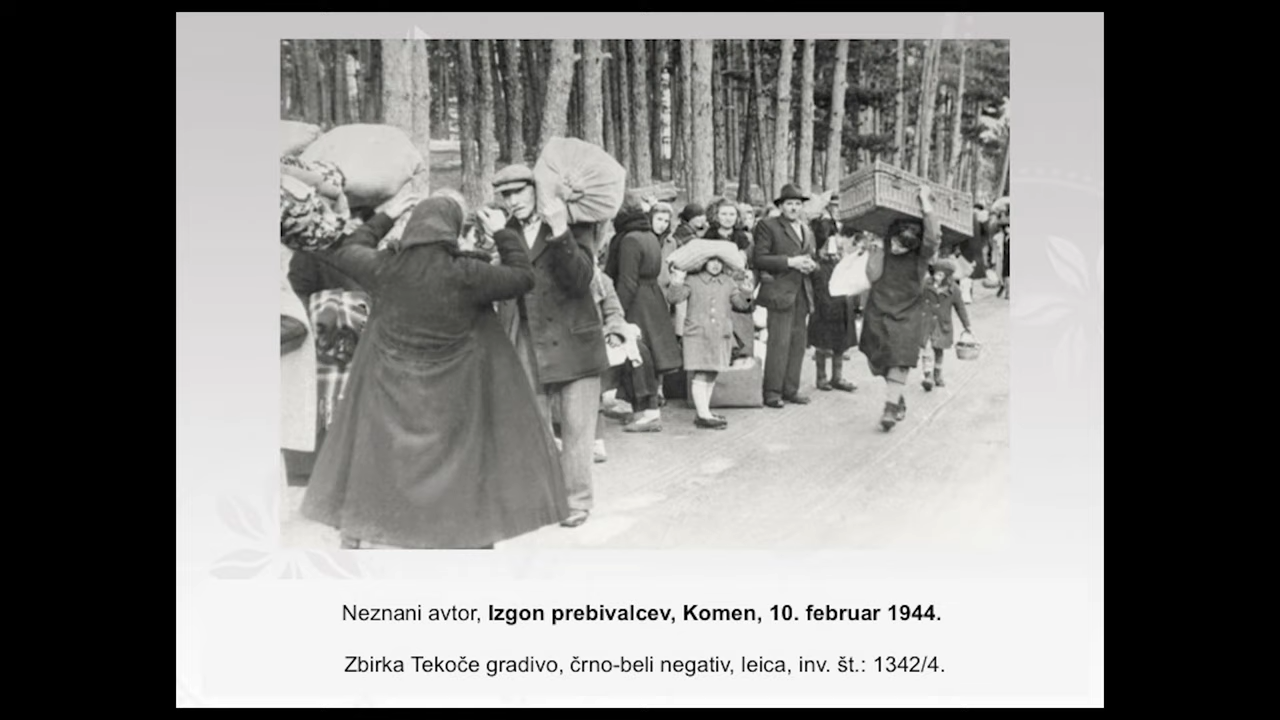 Neznani avtor, Izgon prebivalcev, Komen, 10. februar 1944.
Zbirka Tekoče gradivo, črno-beli negativ, leica, inv. št.: 1342/4.